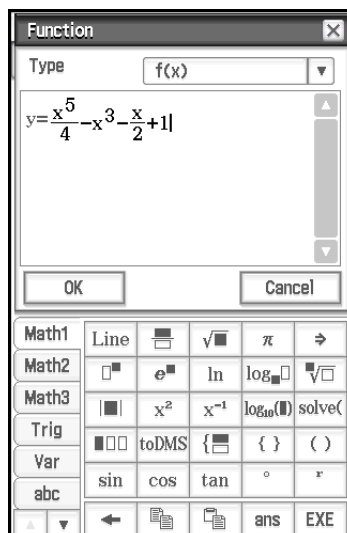 Function
Type f(x)
y=x^5/4-x^3-x/2+1
OK Cancel
Math1 Line √■ π ⇒
Math2 □^■ e^■ ln log_■□ ^■√□
Math3 |■| x² x⁻¹ log₁₀(■) solve(
Trig toDMS { } ( )
Var sin cos tan ° r
abc
ans EXE